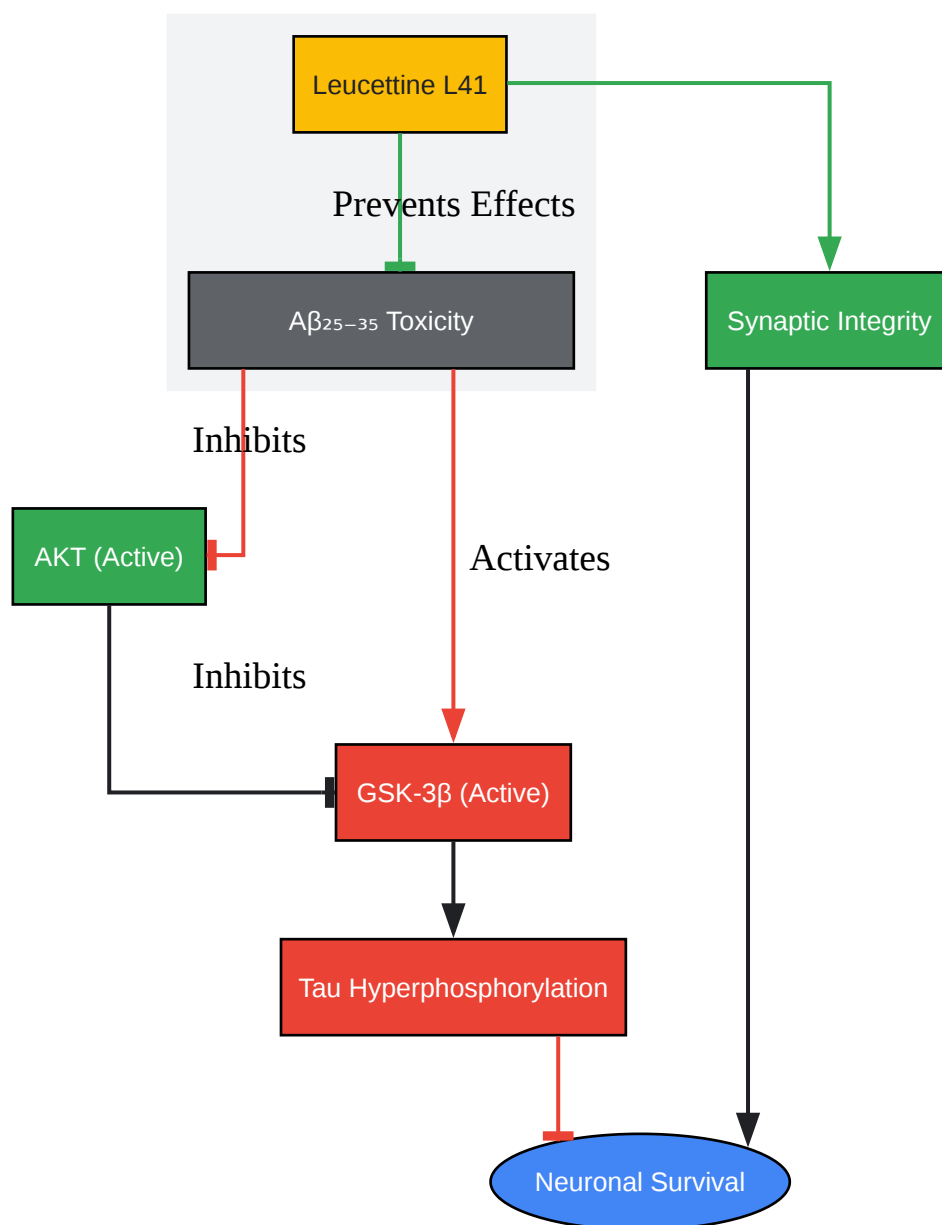 Leucettine L41
Prevents Effects
Aβ₂₅₋₃₅ Toxicity
Synaptic Integrity
Inhibits
AKT (Active)
Activates
Inhibits
GSK-3β (Active)
Tau Hyperphosphorylation
Neuronal Survival